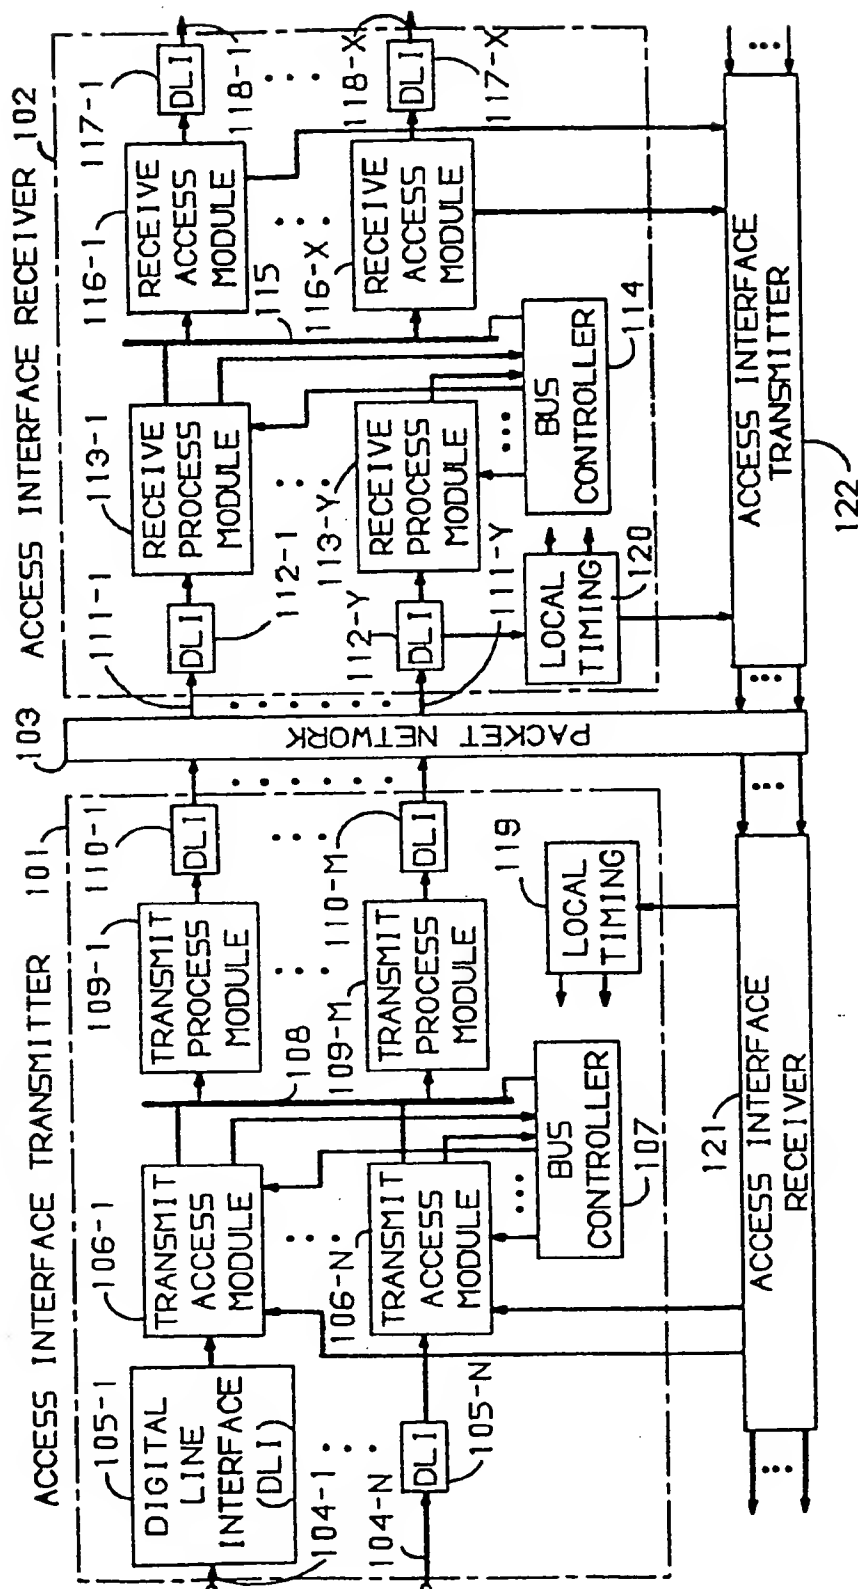 ACCESS INTERFACE TRANSMITTER 101
105-1
DIGITAL
LINE
INTERFACE
(DLI)
104-1
104-N
DLI
105-N
106-1
TRANSMIT
ACCESS
MODULE
106-N
TRANSMIT
ACCESS
MODULE
BUS
CONTROLLER
107
108
109-1
TRANSMIT
PROCESS
MODULE
109-M
TRANSMIT
PROCESS
MODULE
110-1
DLI
110-M
DLI
119
LOCAL
TIMING
121
ACCESS INTERFACE
RECEIVER
103
PACKET NETWORK
ACCESS INTERFACE RECEIVER 102
111-1
DLI
112-1
112-Y
DLI
111-Y
113-1
RECEIVE
PROCESS
MODULE
113-Y
RECEIVE
PROCESS
MODULE
LOCAL
TIMING
120
BUS
CONTROLLER
114
115
116-1
RECEIVE
ACCESS
MODULE
116-X
RECEIVE
ACCESS
MODULE
117-1
DLI
118-1
118-X
DLI
117-X
ACCESS INTERFACE
TRANSMITTER
122